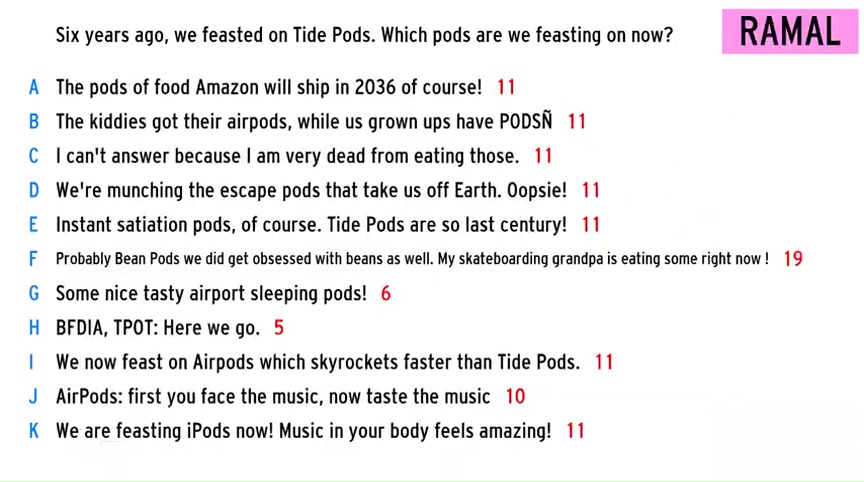 Six years ago, we feasted on Tide Pods. Which pods are we feasting on now?
RAMAL
A The pods of food Amazon will ship in 2036 of course! 11
B The kiddies got their airpods, while us grown ups have PODSÑ 11
C I can't answer because I am very dead from eating those. 11
D We're munching the escape pods that take us off Earth. Oopsie! 11
E Instant satiation pods, of course. Tide Pods are so last century! 11
F Probably Bean Pods we did get obsessed with beans as well. My skateboarding grandpa is eating some right now ! 19
G Some nice tasty airport sleeping pods! 6
H BFDIA, TPOT: Here we go. 5
I We now feast on Airpods which skyrockets faster than Tide Pods. 11
J AirPods: first you face the music, now taste the music 10
K We are feasting iPods now! Music in your body feels amazing! 11